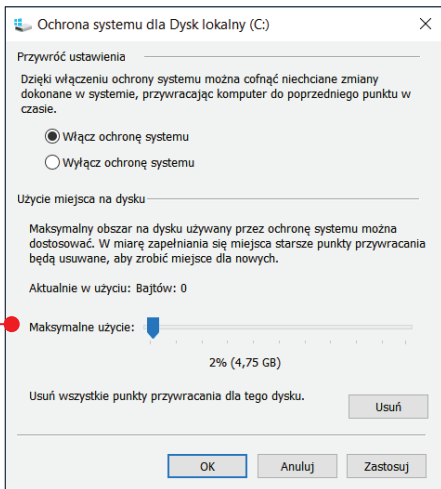 Ochrona systemu dla Dysk lokalny (C:)
Przywróć ustawienia
Dzięki włączeniu ochrony systemu można cofnąć niechciane zmiany
dokonane w systemie, przywracając komputer do poprzedniego punktu w
czasie.
Włącz ochronę systemu
Wyłącz ochronę systemu
Użycie miejsca na dysku
Maksymalny obszar na dysku używany przez ochronę systemu można
dostosować. W miarę zapełniania się miejsca starsze punkty przywracania
będą usuwane, aby zrobić miejsce dla nowych.
Aktualnie w użyciu: Bajtów: 0
Maksymalne użycie:
2% (4,75 GB)
Usuń wszystkie punkty przywracania dla tego dysku.
Usuń
OK Anuluj Zastosuj